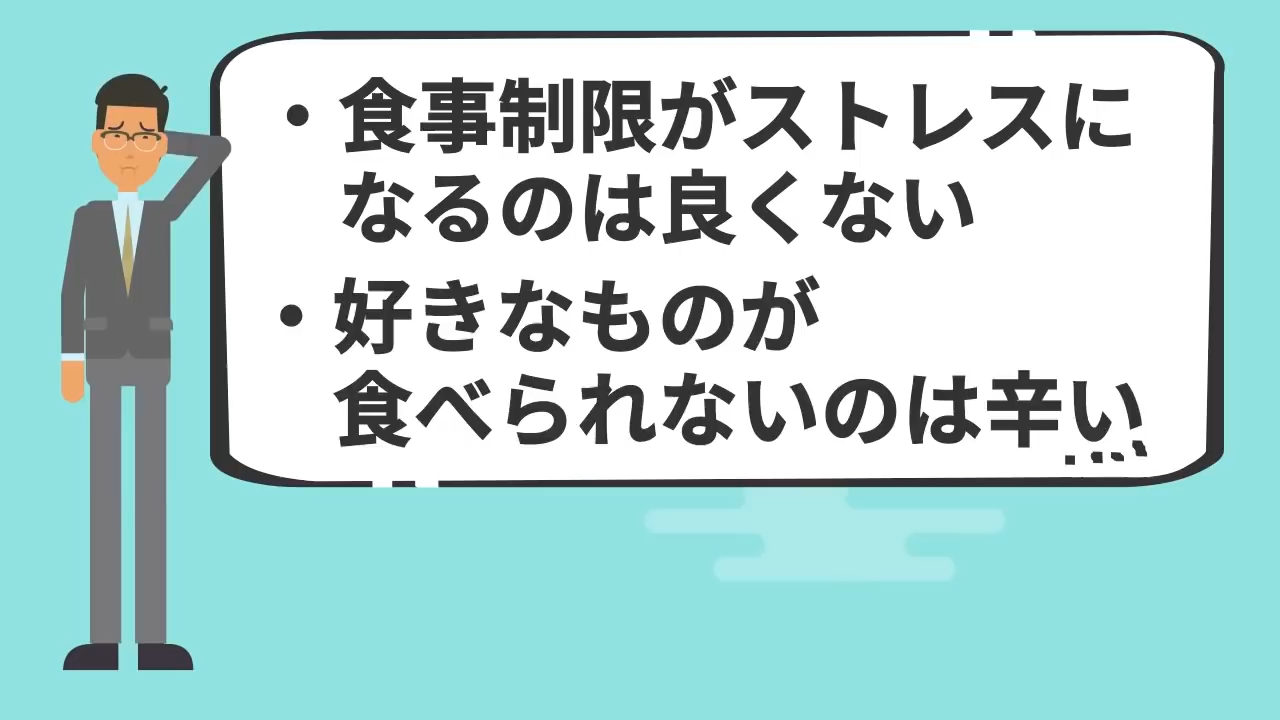 ・食事制限がストレスに
なるのは良くない
・好きなものが
食べられないのは辛い